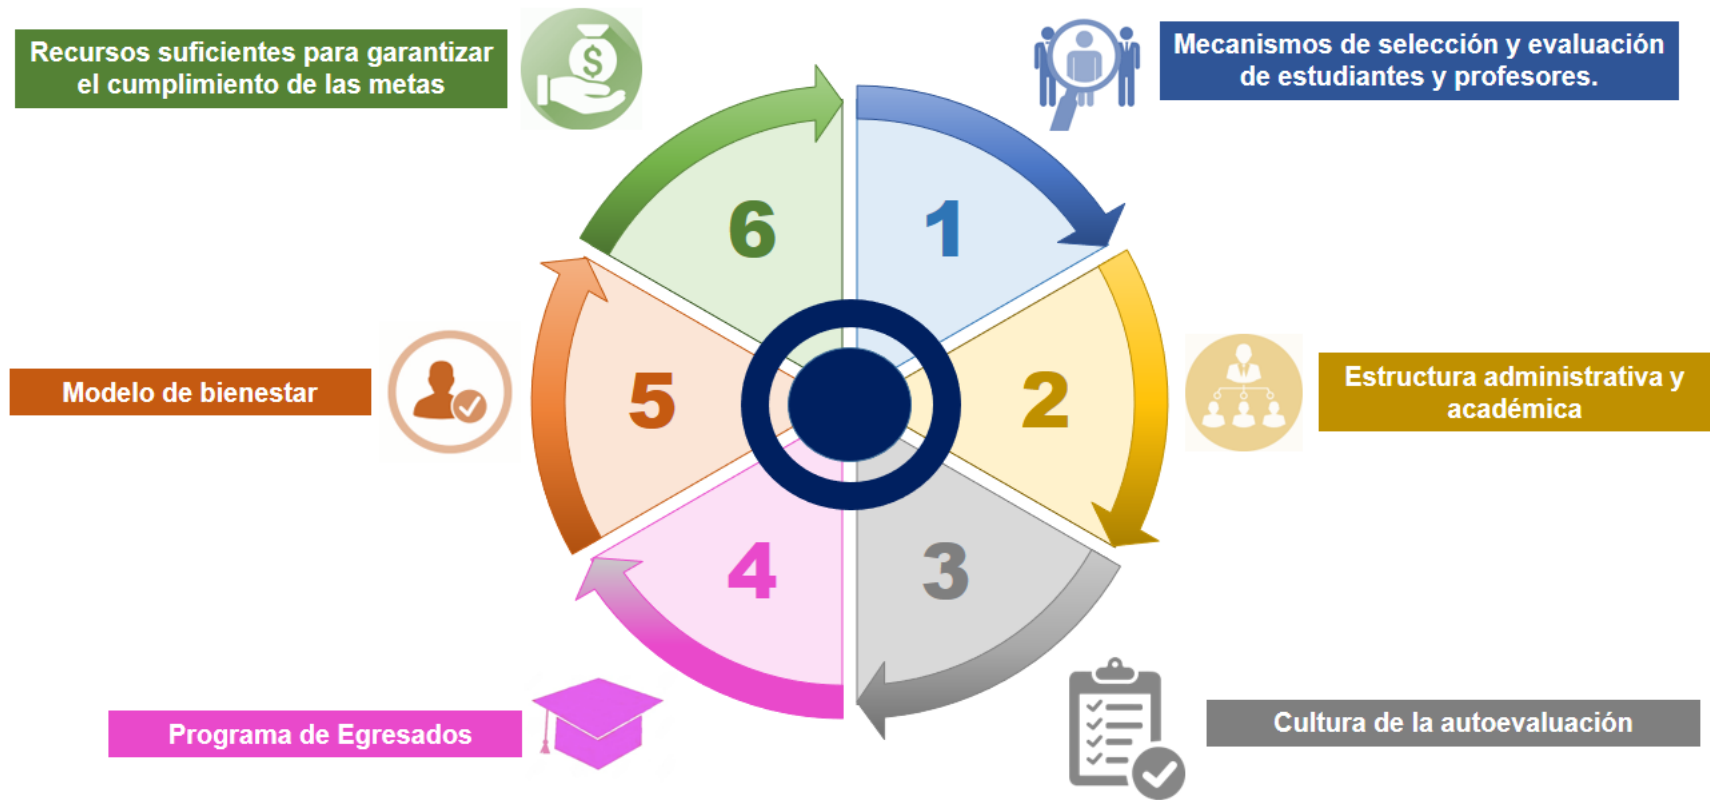 Recursos suficientes para garantizar
el cumplimiento de las metas
$
Mecanismos de selección y evaluación
de estudiantes y profesores.
6
1
Modelo de bienestar
5
2
Estructura administrativa y
académica
4
3
Programa de Egresados
Cultura de la autoevaluación